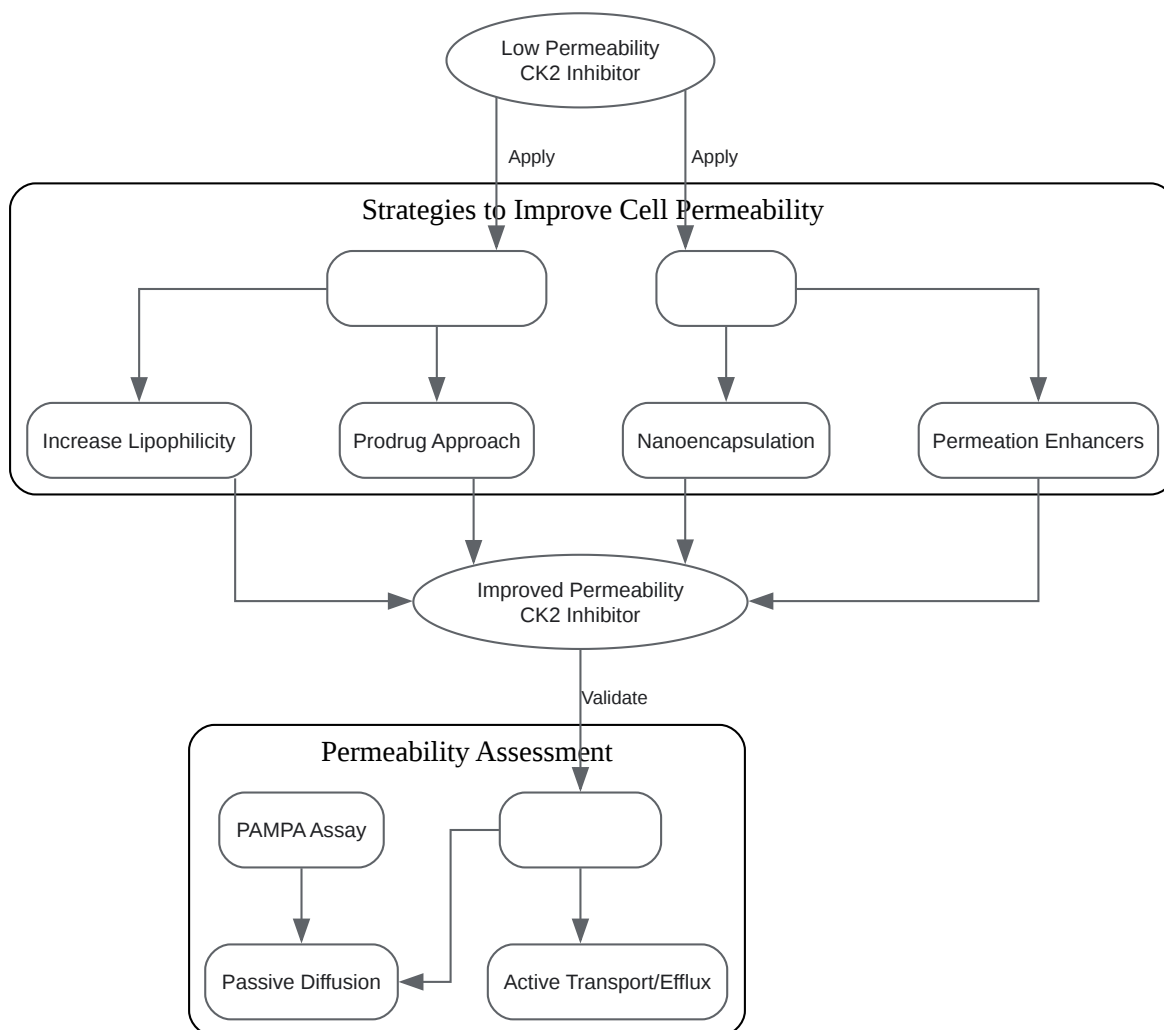 Low Permeability
CK2 Inhibitor
Apply
Apply
Strategies to Improve Cell Permeability
Increase Lipophilicity
Prodrug Approach
Nanoencapsulation
Permeation Enhancers
Improved Permeability
CK2 Inhibitor
Validate
Permeability Assessment
PAMPA Assay
Passive Diffusion
Active Transport/Efflux